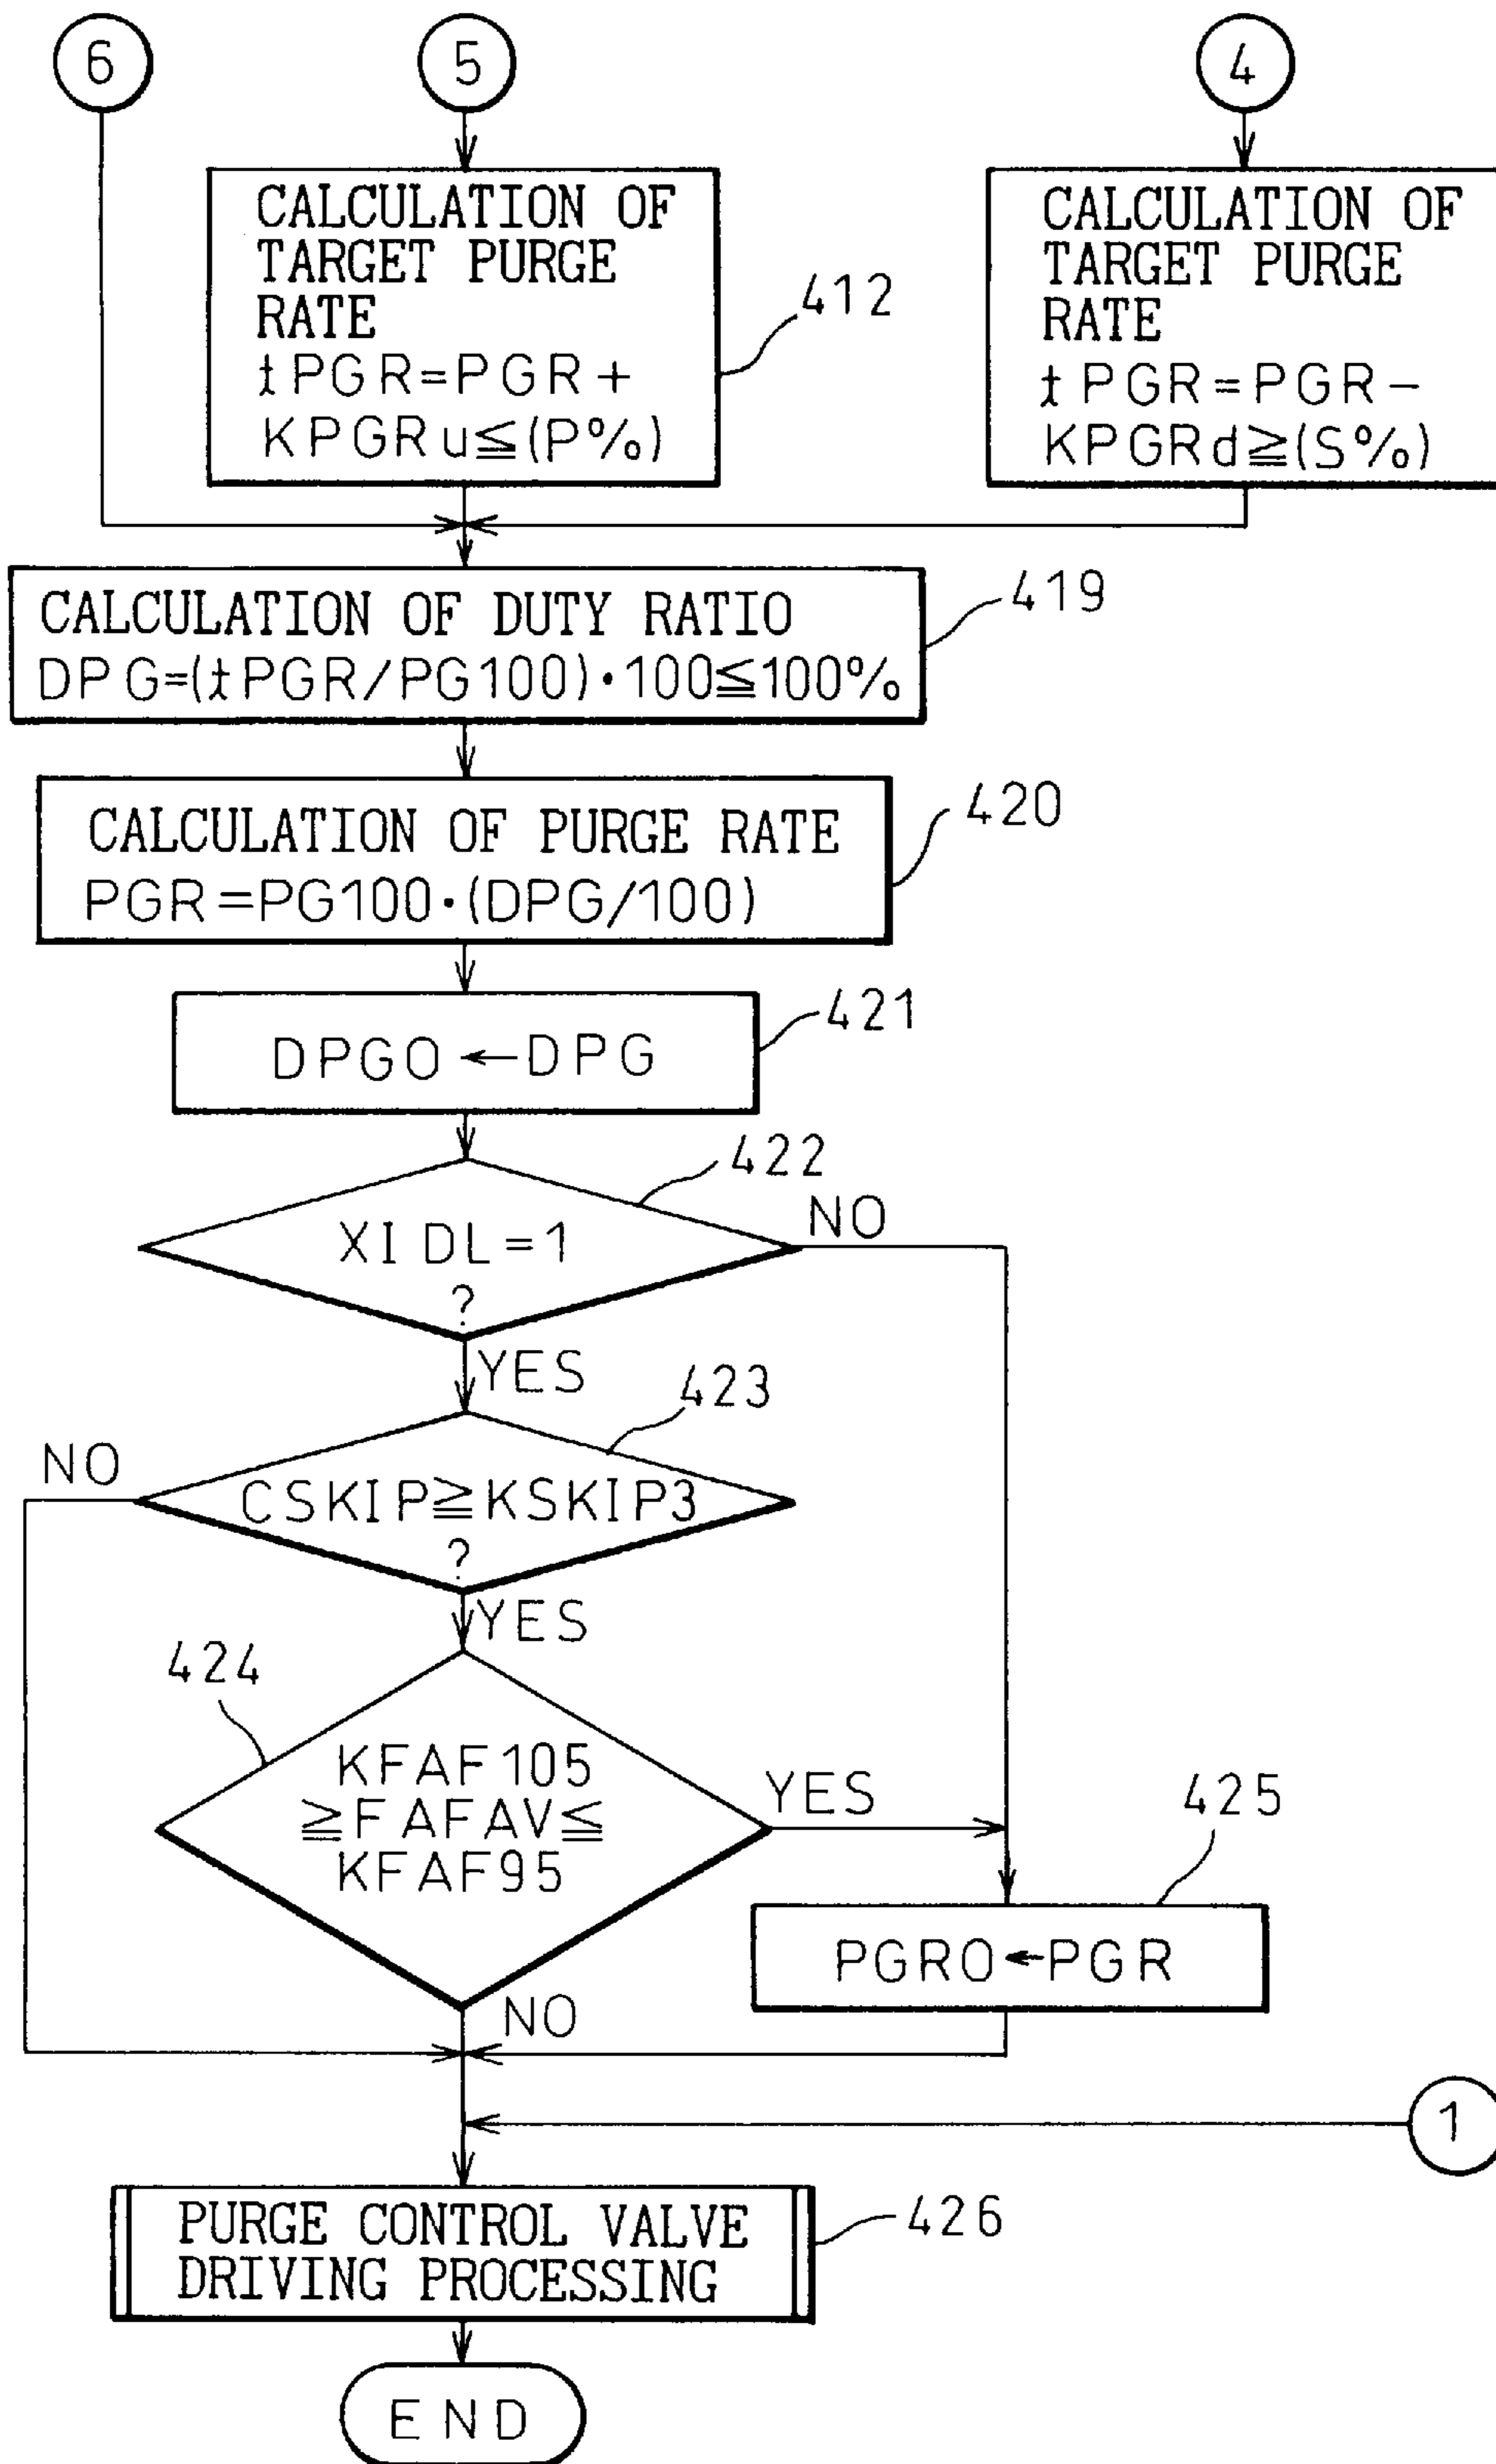 6
5
4
CALCULATION OF
TARGET PURGE
RATE
tPGR=PGR+
KPGRu≦(P%)
412
CALCULATION OF
TARGET PURGE
RATE
tPGR=PGR-
KPGRd≧(S%)
CALCULATION OF DUTY RATIO
DPG=(tPGR/PG100)·100≦100%
419
CALCULATION OF PURGE RATE
PGR=PG100·(DPG/100)
420
DPGO←DPG
421
422
XIDL=1
?
NO
YES
423
NO
CSKIP≧KSKIP3
?
YES
424
KFAF105
≧FAFAV≦
KFAF95
YES
425
PGRO←PGR
NO
1
PURGE CONTROL VALVE
DRIVING PROCESSING
426
END